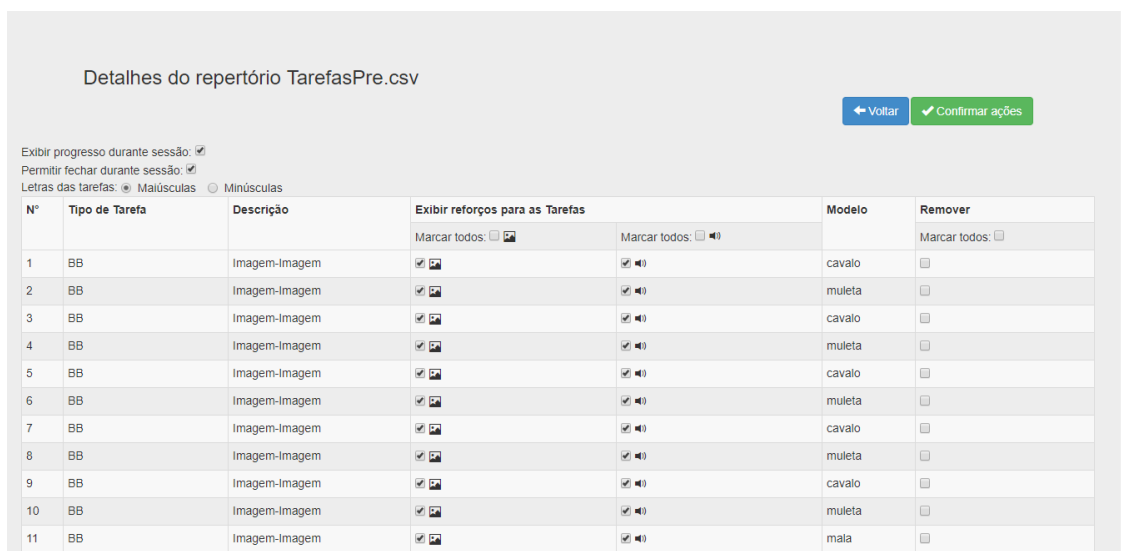 Detalhes do repertório TarefasPre.csv
Voltar Confirmar ações
Exibir progresso durante sessão:
Permitir fechar durante sessão:
Letras das tarefas: Maiúsculas Minúsculas
N° Tipo de Tarefa Descrição Exibir reforços para as Tarefas Modelo Remover
Marcar todos: Marcar todos: Marcar todos:
1 BB Imagem-Imagem cavalo
2 BB Imagem-Imagem muleta
3 BB Imagem-Imagem cavalo
4 BB Imagem-Imagem muleta
5 BB Imagem-Imagem cavalo
6 BB Imagem-Imagem muleta
7 BB Imagem-Imagem cavalo
8 BB Imagem-Imagem muleta
9 BB Imagem-Imagem cavalo
10 BB Imagem-Imagem muleta
11 BB Imagem-Imagem mala